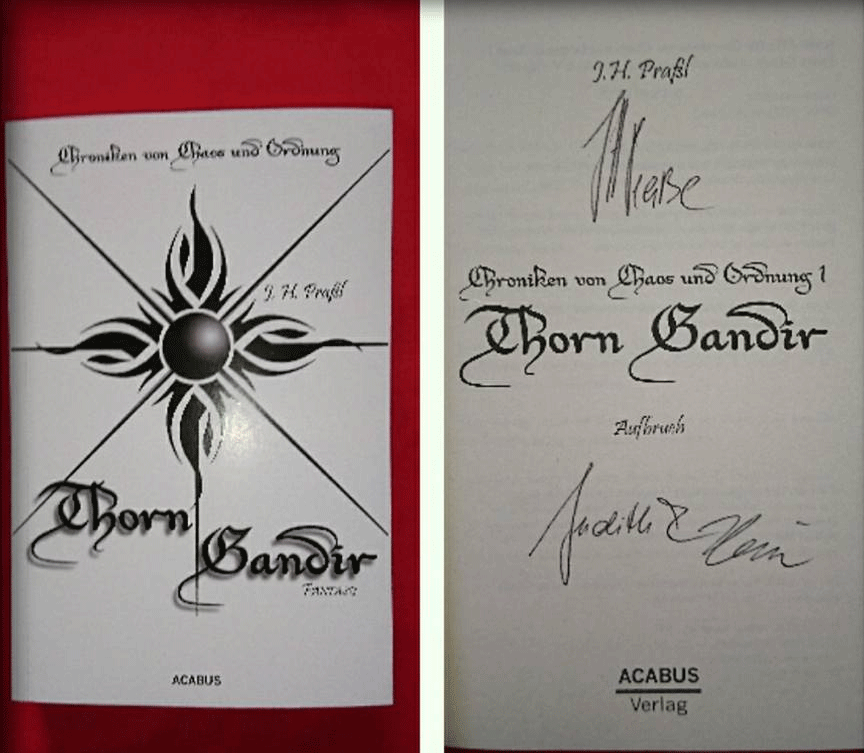 Chroniken von Chaos und Ordnung
J. H. Praßl
Thorn
Gandir
FANTASY
ACABUS
J.H. Praßl
Chroniken von Chaos und Ordnung 1
Thorn Gandir
Aufbruch
Judith &
ACABUS
Verlag